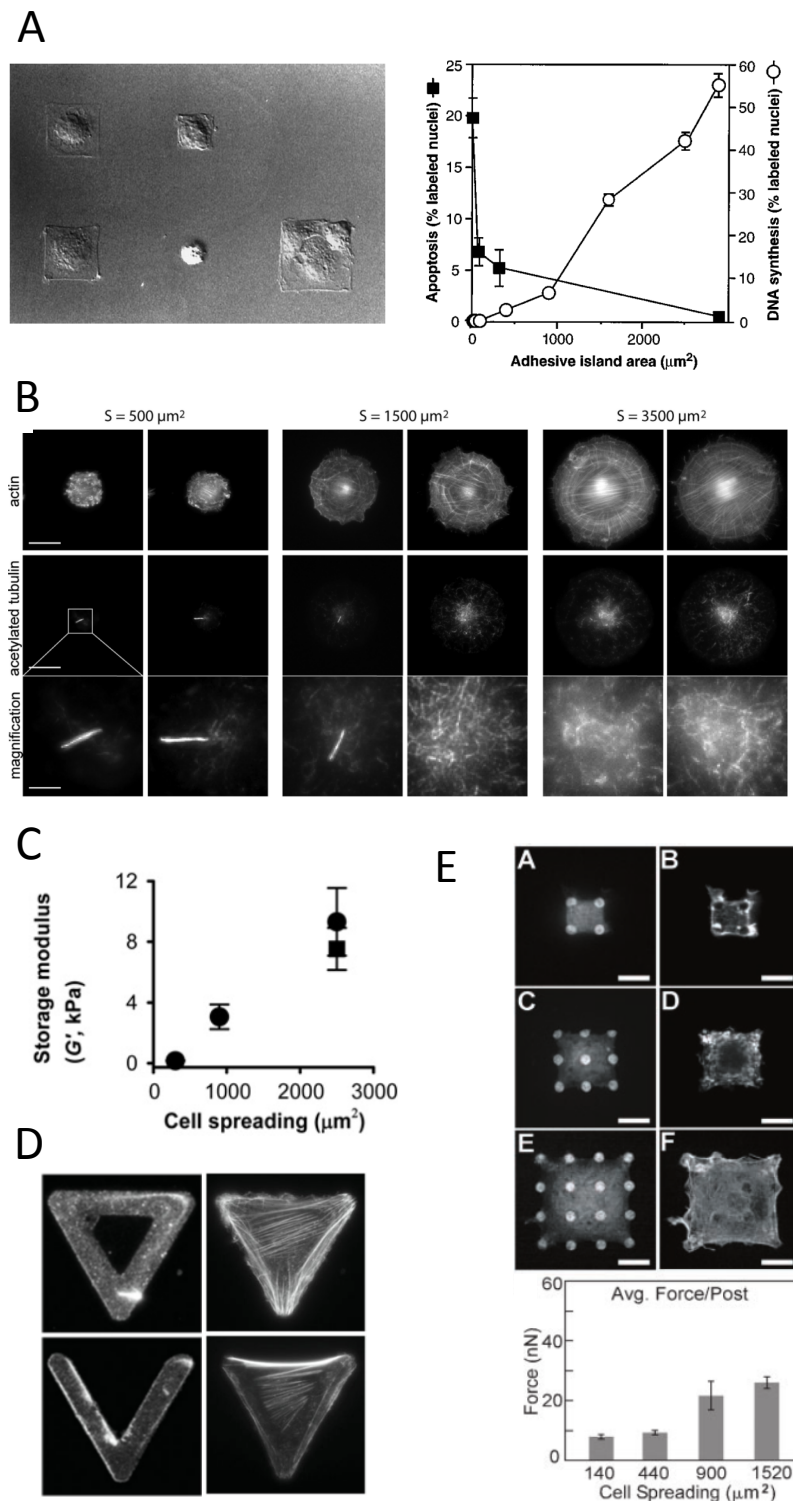 A
Apoptosis (% labeled nuclei)
25
20
15
10
5
0
60
50
40
30
20
10
0
DNA synthesis (% labeled nuclei)
0
1000
2000
Adhesive island area (μm²)
B
S = 500 μm²
S = 1500 μm²
S = 3500 μm²
actin
acetylated tubulin
magnification
C
Storage modulus
(G', kPa)
12
8
4
0
0
1000
2000
3000
Cell spreading (μm²)
D
E
A
B
C
D
E
F
Avg. Force/Post
Force (nN)
60
40
20
0
140
440
900
1520
Cell Spreading (μm²)